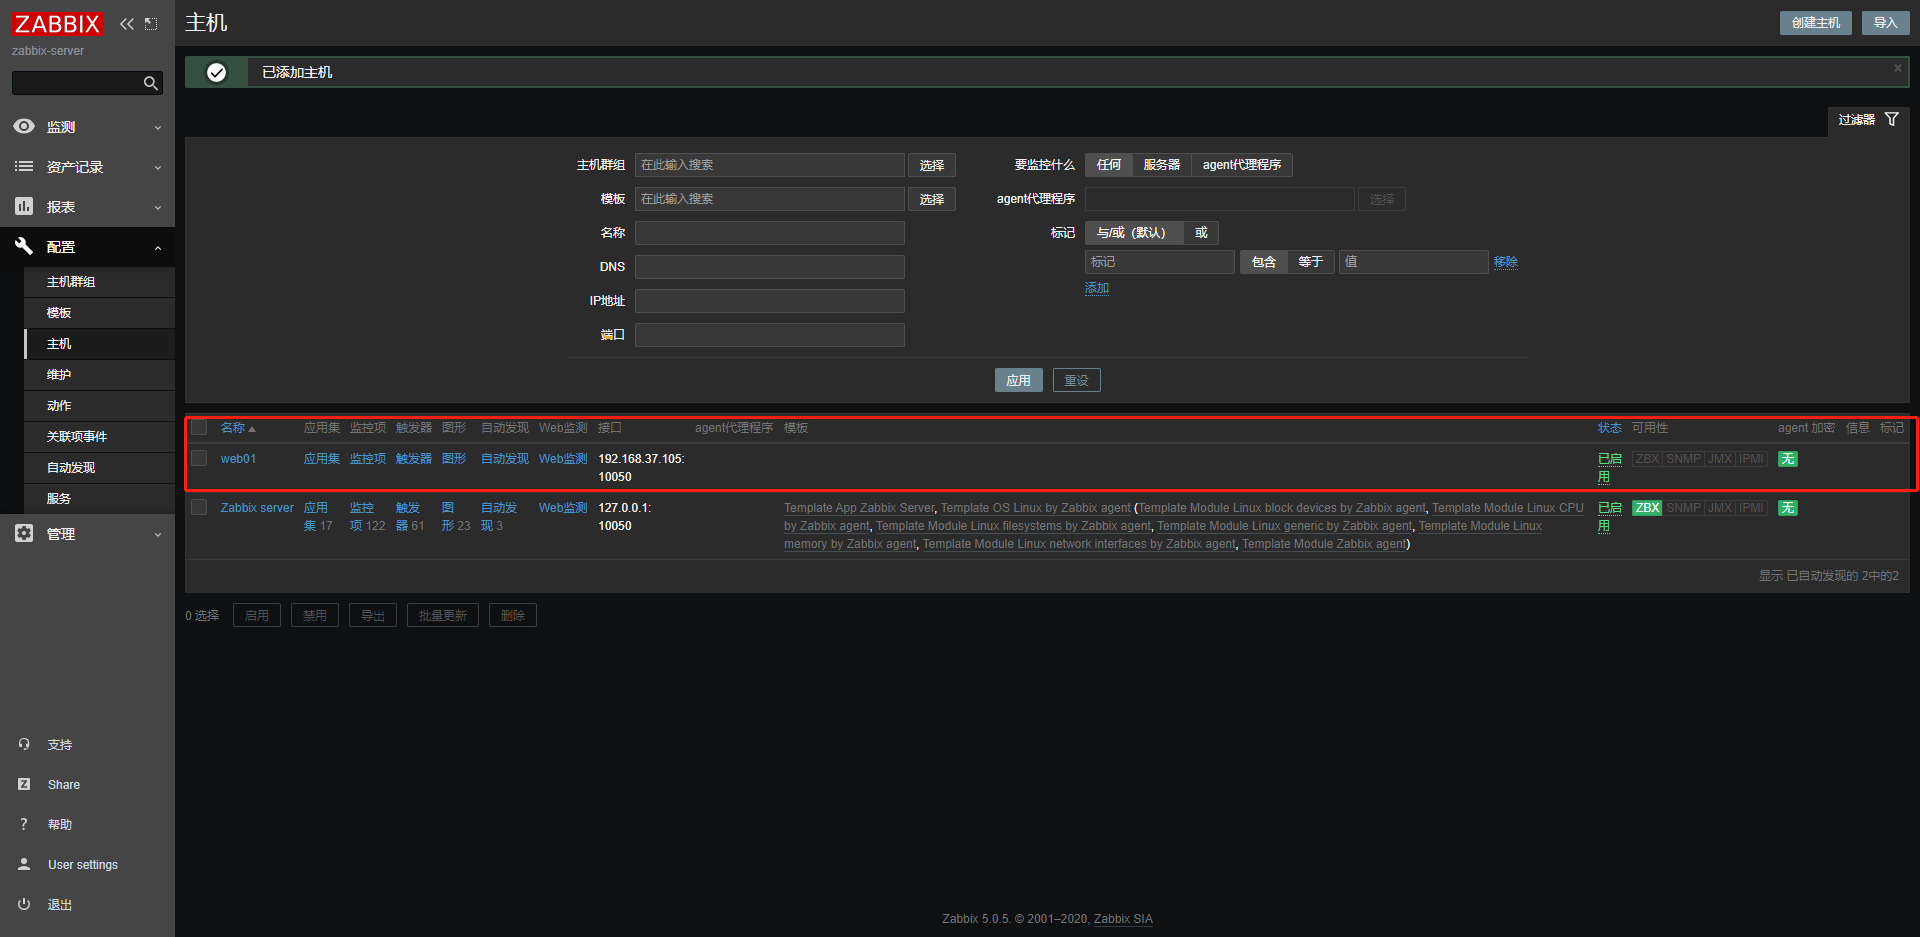 ZABBIX
zabbix-server
监测
资产记录
报表
配置
主机群组
模板
主机
维护
动作
关联项事件
自动发现
服务
管理
支持
Share
帮助
User settings
退出
主机
创建主机 导入
已添加主机
过滤器
主机群组 在此输入搜索 选择
模板 在此输入搜索 选择
名称
DNS
IP地址
端口
要监控什么 任何 服务器 agent代理程序
agent代理程序 选择
标记 与/或（默认） 或
标记 包含 等于 值 移除
添加
应用 重设
名称 应用集 监控项 触发器 图形 自动发现 Web监测 接口 agent代理程序 模板 状态 可用性 agent 加密 信息 标记
web01 应用集 监控项 触发器 图形 自动发现 Web监测 192.168.37.105: 已启 ZBX SNMP JMX IPMI 无
10050 用
Zabbix server 应用 监控 触发 图 自动发 Web监测 127.0.0.1: Template App Zabbix Server, Template OS Linux by Zabbix agent (Template Module Linux block devices by Zabbix agent, Template Module Linux CPU 已启 ZBX SNMP JMX IPMI 无
集 17 项 122 器 61 形 23 现 3 10050 by Zabbix agent, Template Module Linux filesystems by Zabbix agent, Template Module Linux generic by Zabbix agent, Template Module Linux 用
memory by Zabbix agent, Template Module Linux network interfaces by Zabbix agent, Template Module Zabbix agent)
显示 已自动发现的 2中的2
0 选择 启用 禁用 导出 批量更新 删除
Zabbix 5.0.5. © 2001–2020, Zabbix SIA